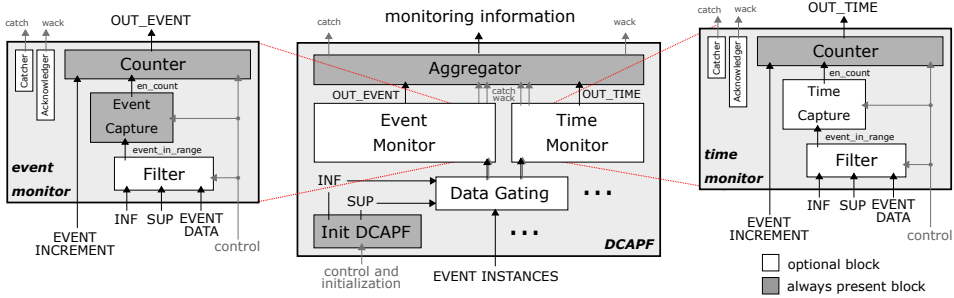 catch
wack
OUT_EVENT
Catcher
Acknowledger
Counter
en_count
Event
Capture
event_in_range
event
monitor
Filter
INF
SUP
EVENT
DATA
EVENT
INCREMENT
control
monitoring information
catch
wack
Aggregator
OUT_EVENT
catch
wack
OUT_TIME
Event
Monitor
Time
Monitor
INF
SUP
Data Gating
...
Init DCAPF
...
DCAPF
control and
initialization
EVENT INSTANCES
catch
wack
OUT_TIME
Catcher
Acknowledger
Counter
en_count
Time
Capture
event_in_range
time
monitor
Filter
INF
SUP
EVENT
DATA
EVENT
INCREMENT
control
optional block
always present block